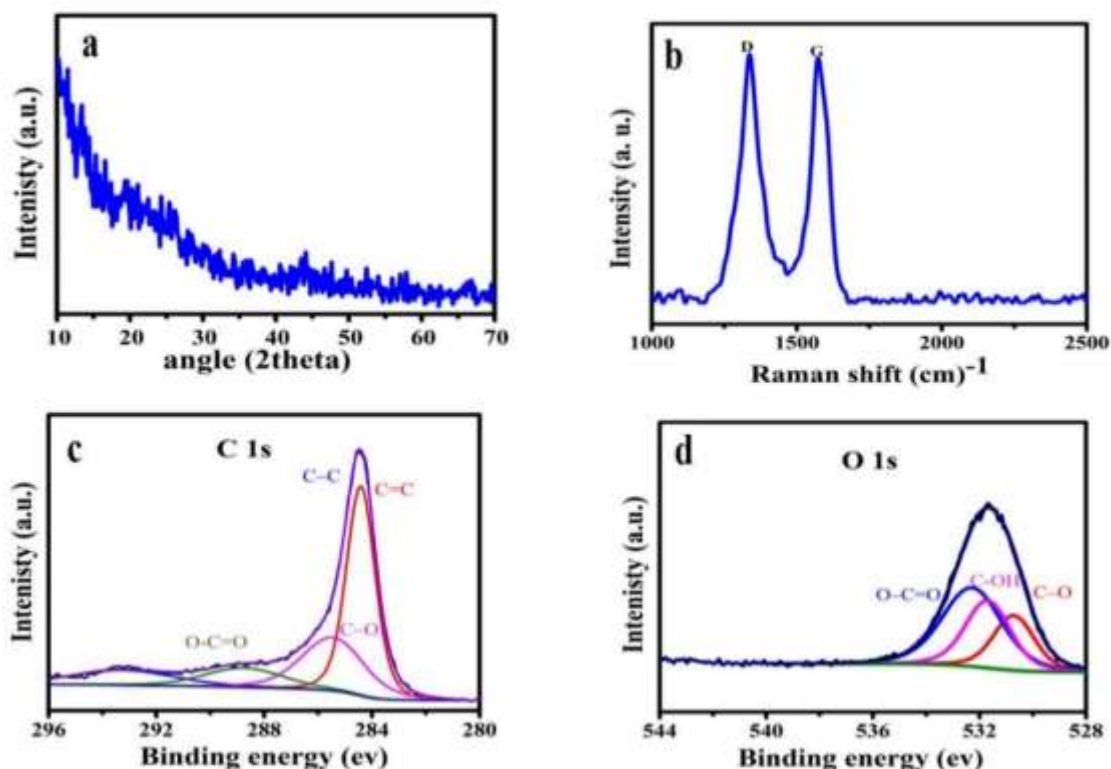 a
Intenisty (a.u.)
10 20 30 40 50 60 70
angle (2theta)
b
D G
Intensity (a. u.)
1000 1500 2000 2500
Raman shift (cm)-1
c
C 1s
C–C
C=C
C–O
O-C=O
Intenisty (a.u.)
296 292 288 284 280
Binding energy (ev)
d
O 1s
O–C=O
C-OH
C–O
Intenisty (a.u.)
544 540 536 532 528
Binding energy (ev)